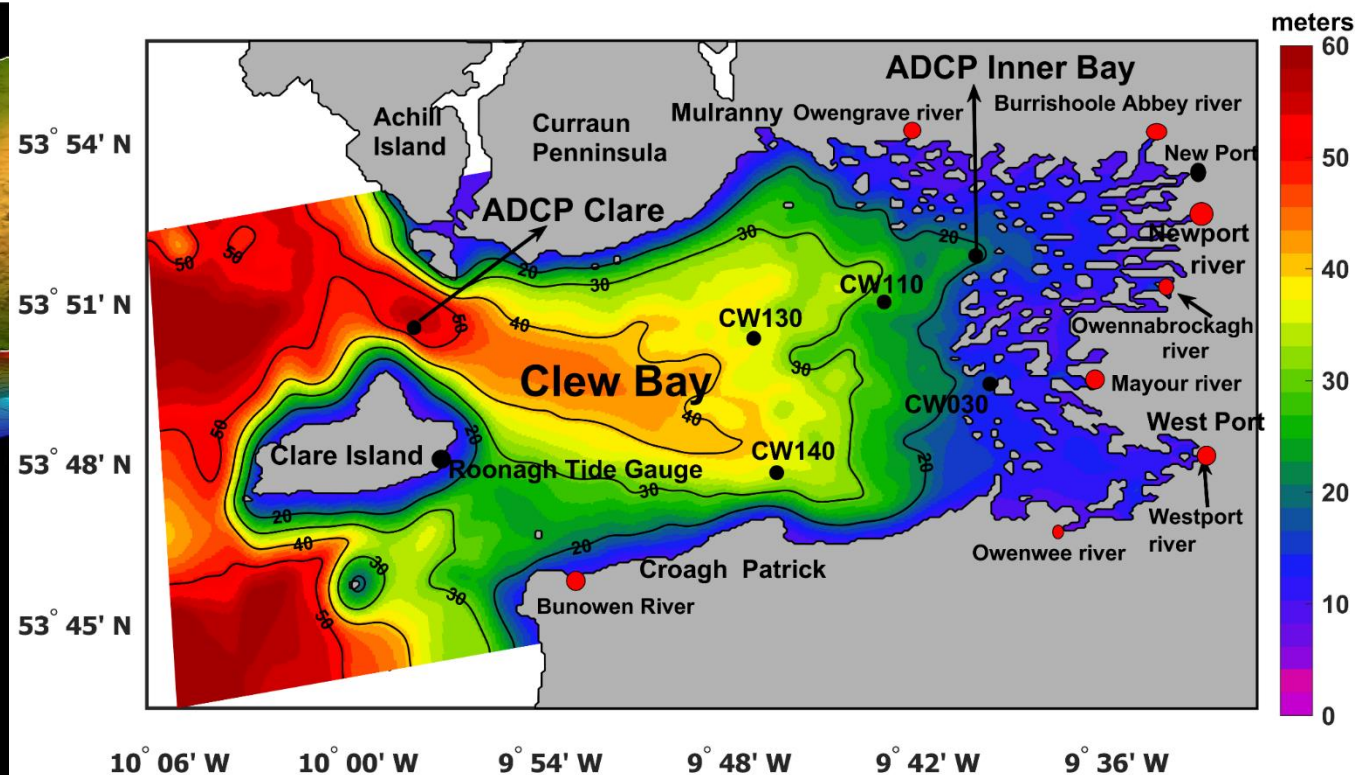 meters
60
50
40
30
20
10
0
53° 54' N
53° 51' N
53° 48' N
53° 45' N
10° 06' W
10° 00' W
9° 54' W
9° 48' W
9° 42' W
9° 36' W
ADCP Inner Bay
Achill
Island
Curraun
Penninsula
Mulranny
Owengrave river
Burrishoole Abbey river
New Port
ADCP Clare
Newport
river
CW110
CW130
Owennabrockagh
river
Clew Bay
Mayour river
CW030
West Port
Clare Island
Roonagh Tide Gauge
CW140
Westport
river
Owenwee river
Croagh Patrick
Bunowen River
50
50
20
30
30
20
50
40
30
40
50
20
30
20
20
40
20
30
30
50